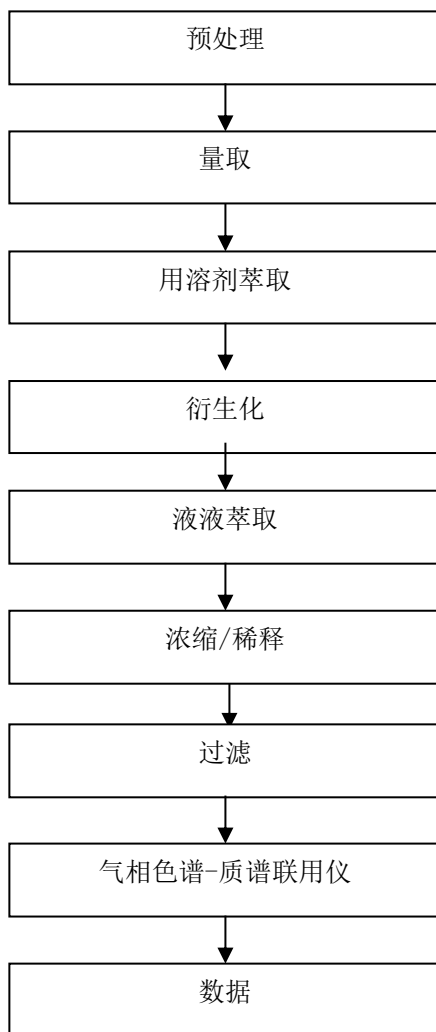 预处理
量取
用溶剂萃取
衍生化
液液萃取
浓缩/稀释
过滤
气相色谱-质谱联用仪
数据